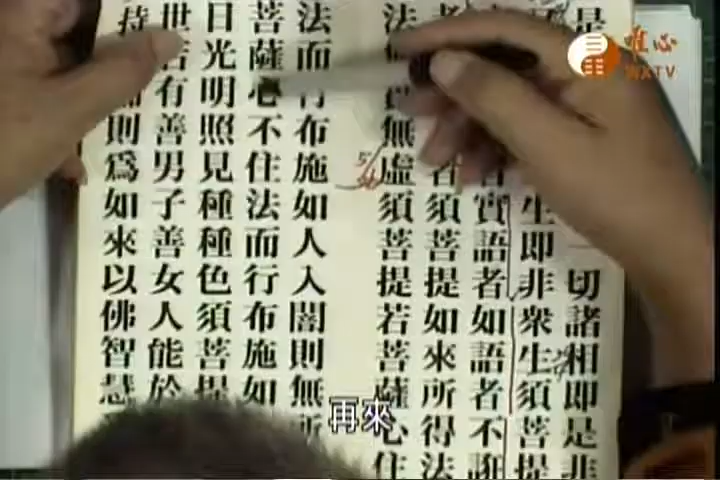 是
切諸相即是非
生即非衆生須菩提
實語者如語者不誑
者須菩提如來所得法
法無虛須菩提若菩薩心住
法而行布施如人入闇則無所
菩薩心不住法而行布施如
日光明照見種種色須菩提
世有善男子善女人能於
持則爲如來以佛智慧
唯心
WXTV
再來